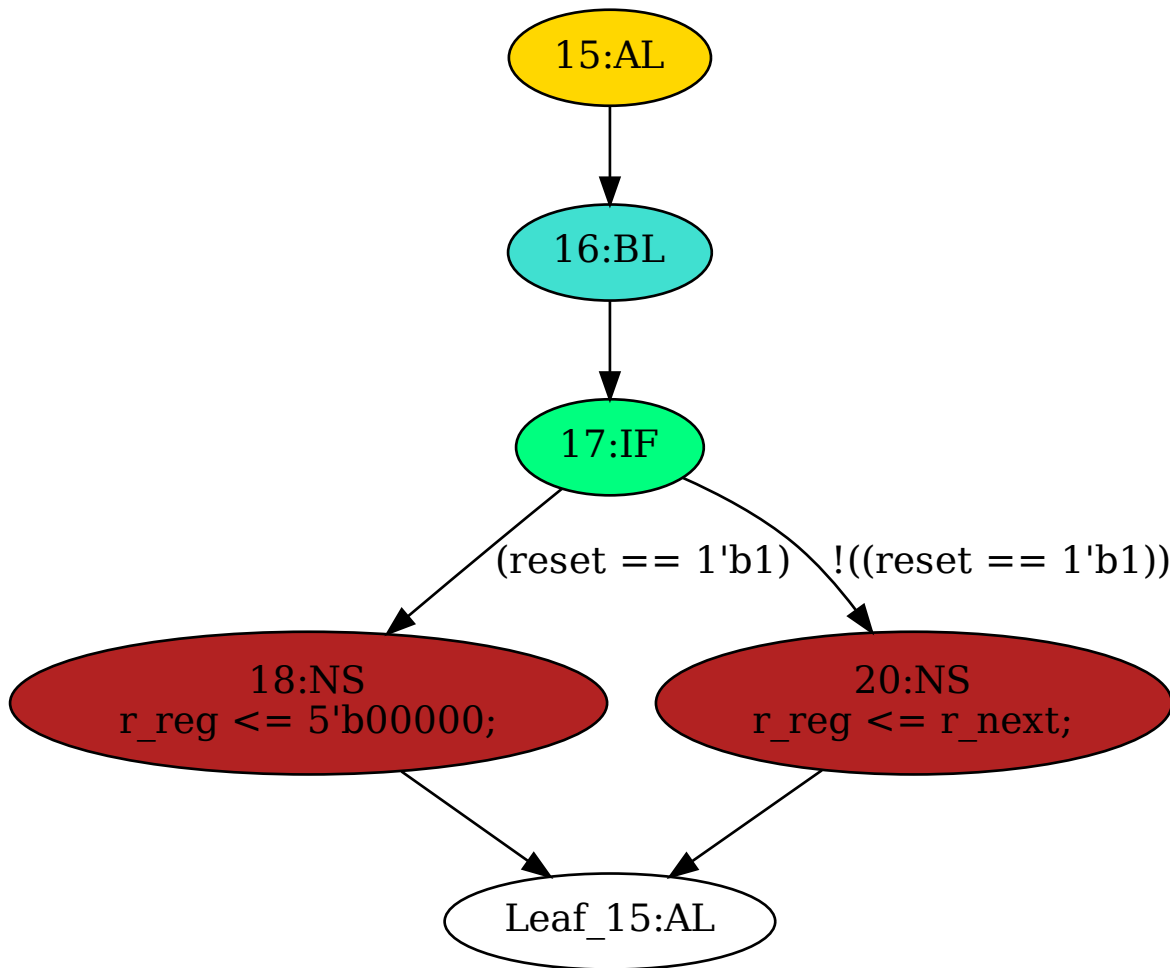 15:AL
16:BL
17:IF
(reset == 1'b1)
!((reset == 1'b1))
18:NS
r_reg <= 5'b00000;
20:NS
r_reg <= r_next;
Leaf_15:AL